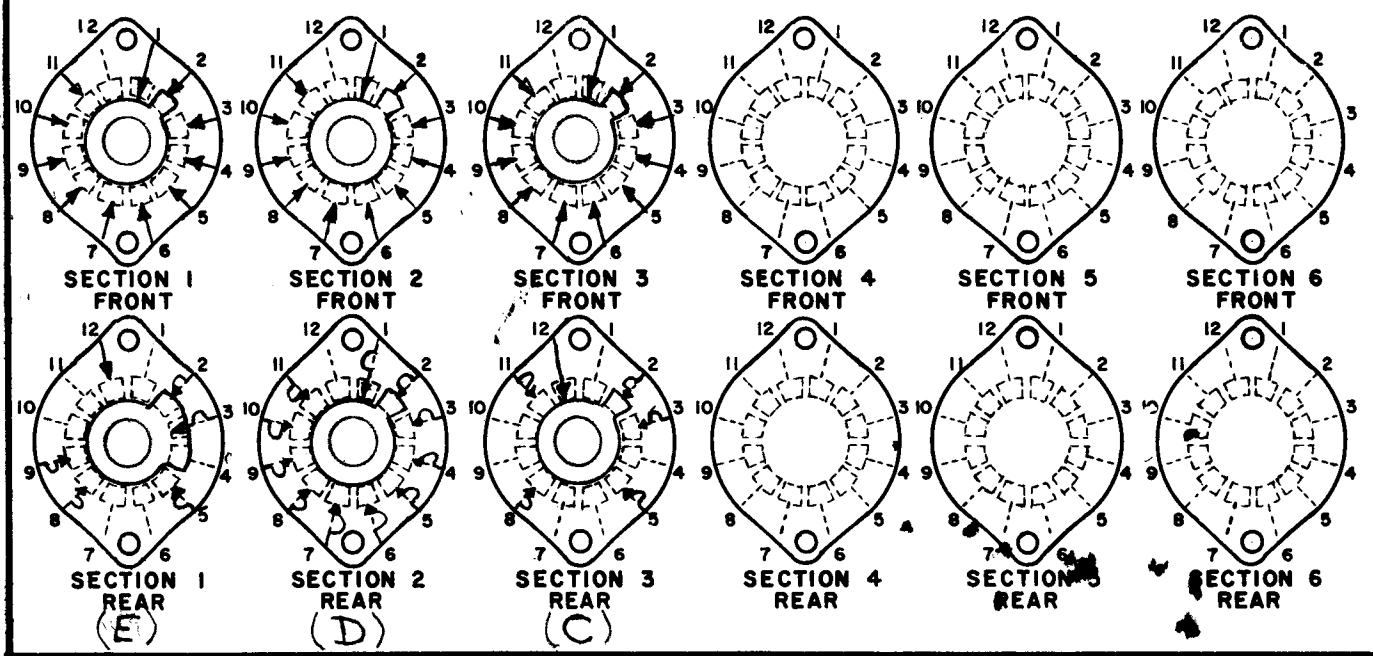 12 1 12 1 12 1 12 1 12 1 12 1
11 2 11 2 11 2 11 2 11 2 11 2
10 3 10 3 10 3 10 3 10 3 10 3
9 4 9 4 9 4 9 4 9 4 9 4
8 5 8 5 8 5 8 5 8 5 8 5
7 6 7 6 7 6 7 6 7 6 7 6
SECTION 1 SECTION 2 SECTION 3 SECTION 4 SECTION 5 SECTION 6
FRONT FRONT FRONT FRONT FRONT FRONT
12 1 12 1 12 1 12 1 12 1 12 1
11 2 11 2 11 2 11 2 11 2 11 2
10 3 10 3 10 3 10 3 10 3 3
9 4 9 4 9 4 9 4 9 4 9 4
8 5 8 5 8 5 8 5 8 5 8 5
7 6 7 6 7 6 7 6 7 6 7 6
SECTION 1 SECTION 2 SECTION 3 SECTION 4 SECTION 5 SECTION 6
REAR REAR REAR REAR REAR REAR
(E) (D) (C)